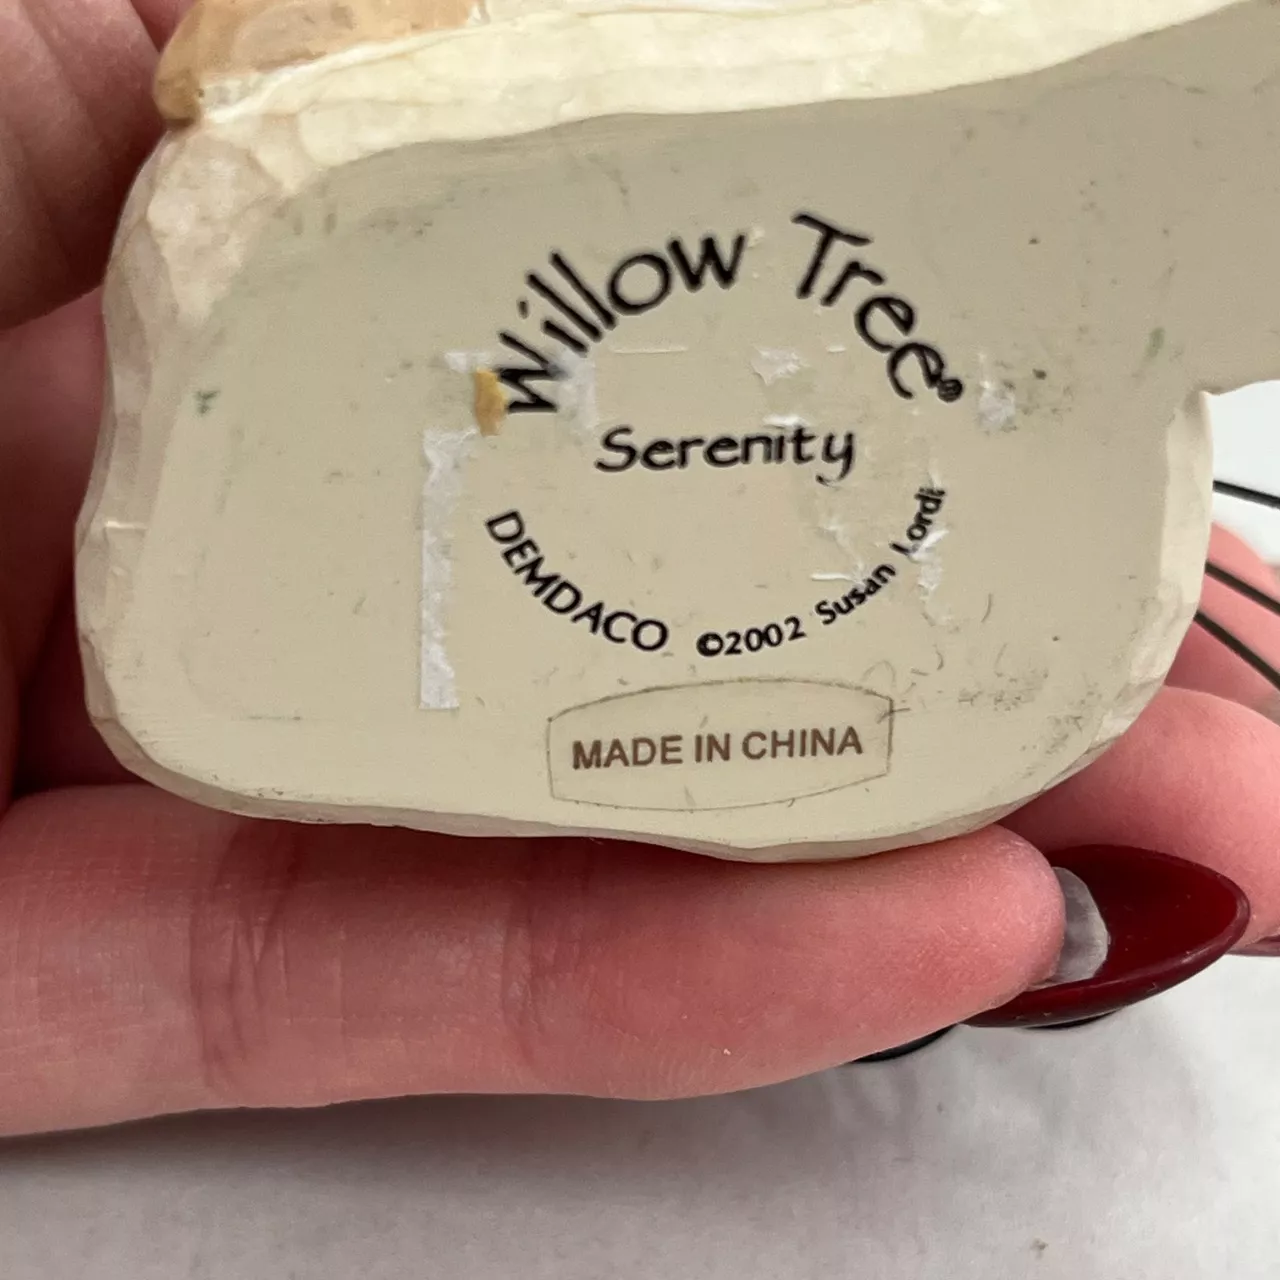 Willow Tree®
Serenity
DEMDACO ©2002 Susan Lordi
MADE IN CHINA